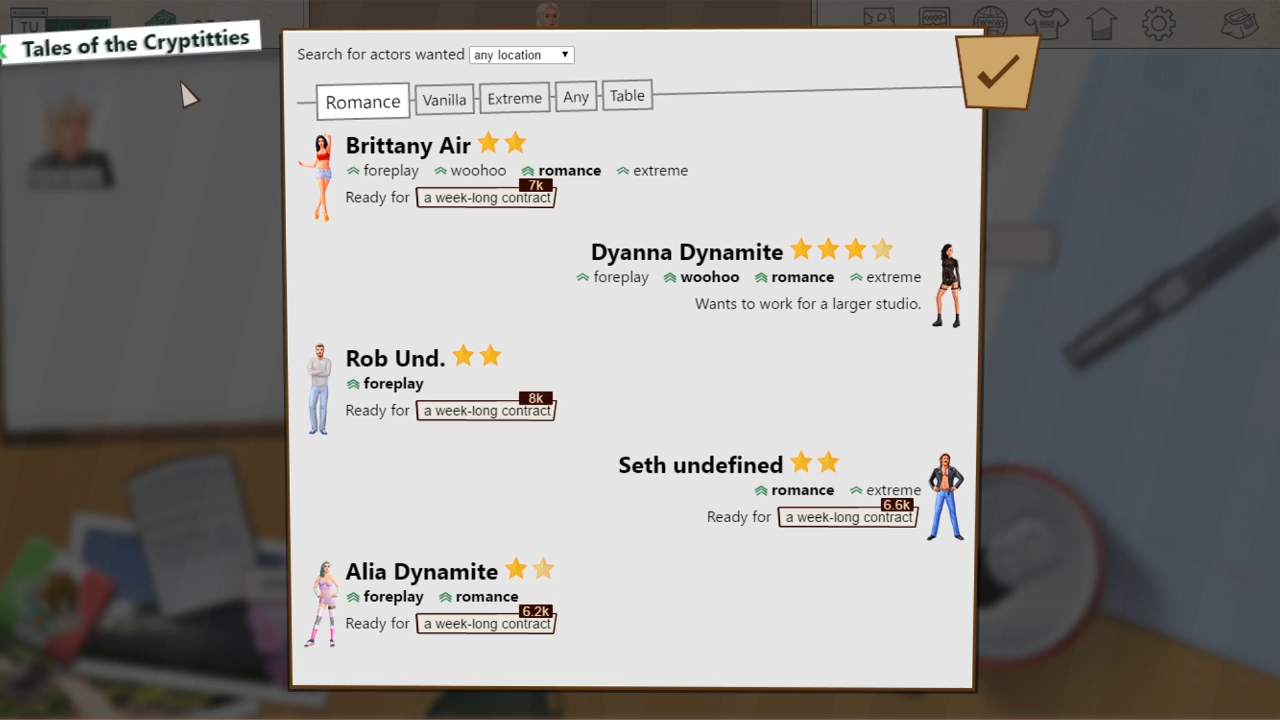 TU
Tales of the Cryptitties
Search for actors wanted any location
Romance Vanilla Extreme Any Table
Brittany Air
foreplay woohoo romance extreme
7k
Ready for a week-long contract
Dyanna Dynamite
foreplay woohoo romance extreme
Wants to work for a larger studio.
Rob Und.
foreplay
8k
Ready for a week-long contract
Seth undefined
romance extreme
6.6k
Ready for a week-long contract
Alia Dynamite
foreplay romance
6.2k
Ready for a week-long contract